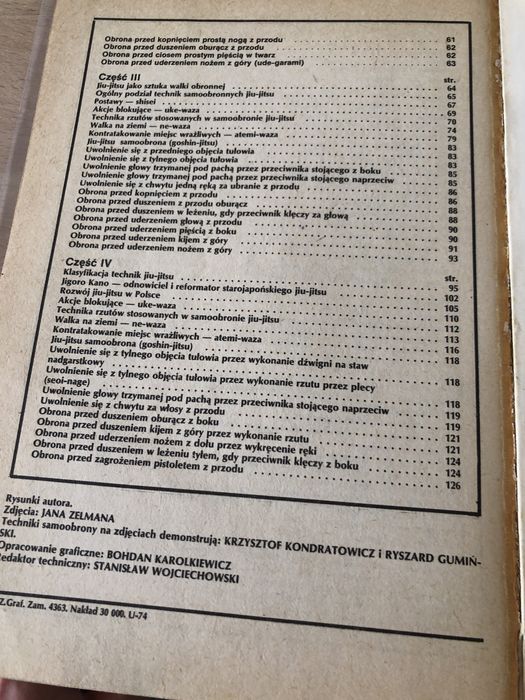 Obrona przed kopnięciem prostą nogą z przodu 61
Obrona przed duszeniem oburącz z przodu 62
Obrona przed ciosem prostym pięścią w twarz 62
Obrona przed uderzeniem nożem z góry (ude-garami) 63
Część III str.
Jiu-jitsu jako sztuka walki obronnej 64
Ogólny podział technik samoobronnych jiu-jitsu 65
Postawy — shisei 67
Akcje blokujące — uke-waza 69
Technika rzutów stosowanych w samoobronie jiu-jitsu 70
Walka na ziemi — ne-waza 74
Kontratakowanie miejsc wrażliwych — atemi-waza 79
Jiu-jitsu samoobrona (goshin-jitsu) 83
Uwolnienie się z przedniego objęcia tułowia 83
Uwolnienie się z tylnego objęcia tułowia 83
Uwolnienie głowy trzymanej pod pachą przez przeciwnika stojącego z boku 85
Uwolnienie głowy trzymanej pod pachą przez przeciwnika stojącego naprzeciw 85
Uwolnienie się z chwytu jedną ręką za ubranie z przodu 86
Obrona przed kopnięciem z przodu 86
Obrona przed duszeniem z przodu oburącz 88
Obrona przed duszeniem w leżeniu, gdy przeciwnik klęczy za głową 88
Obrona przed uderzeniem głową z przodu 90
Obrona przed uderzeniem pięścią z boku 90
Obrona przed uderzeniem kijem z góry 91
Obrona przed uderzeniem nożem z góry 93
Część IV str.
Klasyfikacja technik jiu-jitsu 95
Jigoro Kano — odnowiciel i reformator starojapońskiego jiu-jitsu 102
Rozwój jiu-jitsu w Polsce 105
Akcje blokujące — uke-waza 110
Technika rzutów stosowanych w samoobronie jiu-jitsu 112
Walka na ziemi — ne-waza 113
Kontratakowanie miejsc wrażliwych — atemi-waza 116
Jiu-jitsu samoobrona (goshin-jitsu) 118
Uwolnienie się z tylnego objęcia tułowia przez wykonanie dźwigni na staw
nadgarstkowy 118
Uwolnienie się z tylnego objęcia tułowia przez wykonanie rzutu przez plecy
(seoi-nage) 118
Uwolnienie głowy trzymanej pod pachą przez przeciwnika stojącego naprzeciw 119
Uwolnienie się z chwytu za włosy z przodu 119
Obrona przed duszeniem oburącz z boku 121
Obrona przed duszeniem kijem z góry przez wykonanie rzutu 121
Obrona przed uderzeniem nożem z dołu przez wykręcenie ręki 124
Obrona przed duszeniem w leżeniu tyłem, gdy przeciwnik klęczy z boku 124
Obrona przed zagrożeniem pistoletem z przodu 126
Rysunki autora.
Zdjęcia: JANA ZELMANA
Techniki samoobrony na zdjęciach demonstrują: KRZYSZTOF KONDRATOWICZ i RYSZARD GUMIŃ-
SKI.
Opracowanie graficzne: BOHDAN KAROLKIEWICZ
Redaktor techniczny: STANISŁAW WOJCIECHOWSKI
Z.Graf. Zam. 4363. Nakład 30 000. U-74